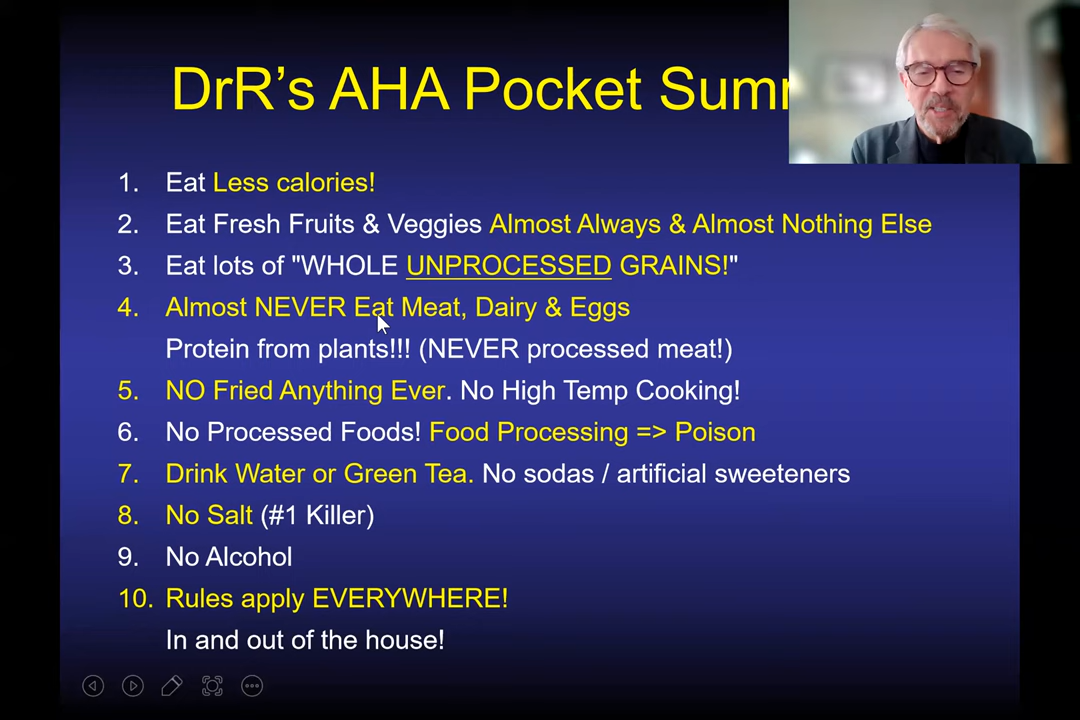 DrR's AHA Pocket
1. Eat Less calories!
2. Eat Fresh Fruits & Veggies Almost Always & Almost Nothing Else
3. Eat lots of "WHOLE UNPROCESSED GRAINS!"
4. Almost NEVER Eat Meat, Dairy & Eggs
Protein from plants!!! (NEVER processed meat!)
5. NO Fried Anything Ever. No High Temp Cooking!
6. No Processed Foods! Food Processing => Poison
7. Drink Water or Green Tea. No sodas / artificial sweeteners
8. No Salt (#1 Killer)
9. No Alcohol
10. Rules apply EVERYWHERE!
In and out of the house!